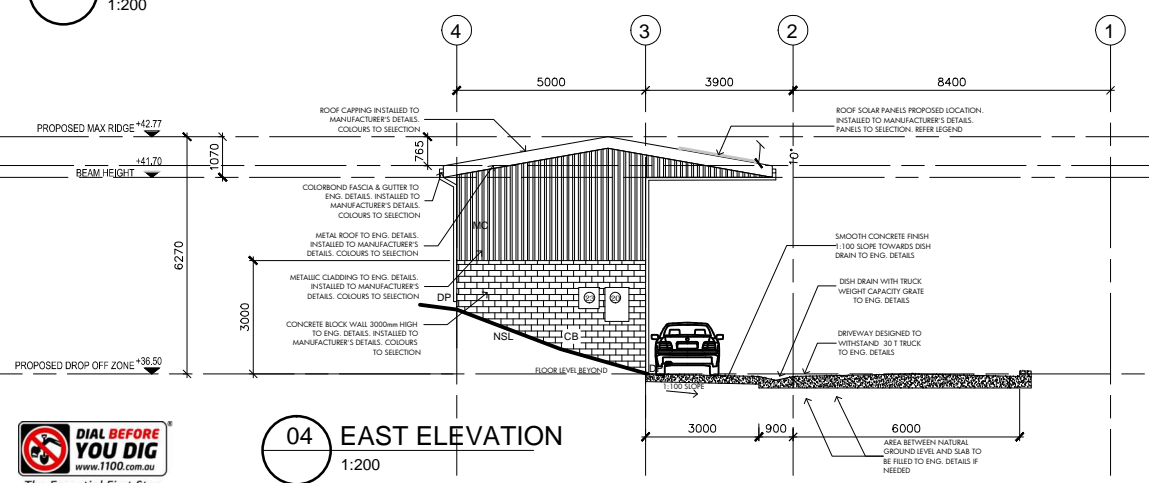 1:200
4
3
2
1
5000
3900
8400
ROOF CAPPING INSTALLED TO
MANUFACTURER'S DETAILS.
COLOURS TO SELECTION
ROOF SOLAR PANELS PROPOSED LOCATION.
INSTALLED TO MANUFACTURER'S DETAILS.
PANELS TO SELECTION. REFER LEGEND
PROPOSED MAX RIDGE +42.77
1070
765
10°
+41.70
BEAM HEIGHT
COLORBOND FASCIA & GUTTER TO
ENG. DETAILS. INSTALLED TO
MANUFACTURER'S DETAILS.
COLOURS TO SELECTION
MC
METAL ROOF TO ENG. DETAILS.
INSTALLED TO MANUFACTURER'S
DETAILS. COLOURS TO SELECTION
SMOOTH CONCRETE FINISH
1:100 SLOPE TOWARDS DISH
DRAIN TO ENG. DETAILS
6270
METALLIC CLADDING TO ENG. DETAILS.
INSTALLED TO MANUFACTURER'S
DETAILS. COLOURS TO SELECTION
DP
23
20
DISH DRAIN WITH TRUCK
WEIGHT CAPACITY GRATE
TO ENG. DETAILS
3000
CONCRETE BLOCK WALL 3000mm HIGH
TO ENG. DETAILS. INSTALLED TO
MANUFACTURER'S DETAILS. COLOURS
TO SELECTION
NSL
CB
DRIVEWAY DESIGNED TO
WITHSTAND 30 T TRUCK
TO ENG. DETAILS
PROPOSED DROP OFF ZONE +36.50
FLOOR LEVEL BEYOND
1:100 SLOPE
3000
900
6000
04 EAST ELEVATION
1:200
AREA BETWEEN NATURAL
GROUND LEVEL AND SLAB TO
BE FILLED TO ENG. DETAILS IF
NEEDED
DIAL BEFORE
YOU DIG
www.1100.com.au